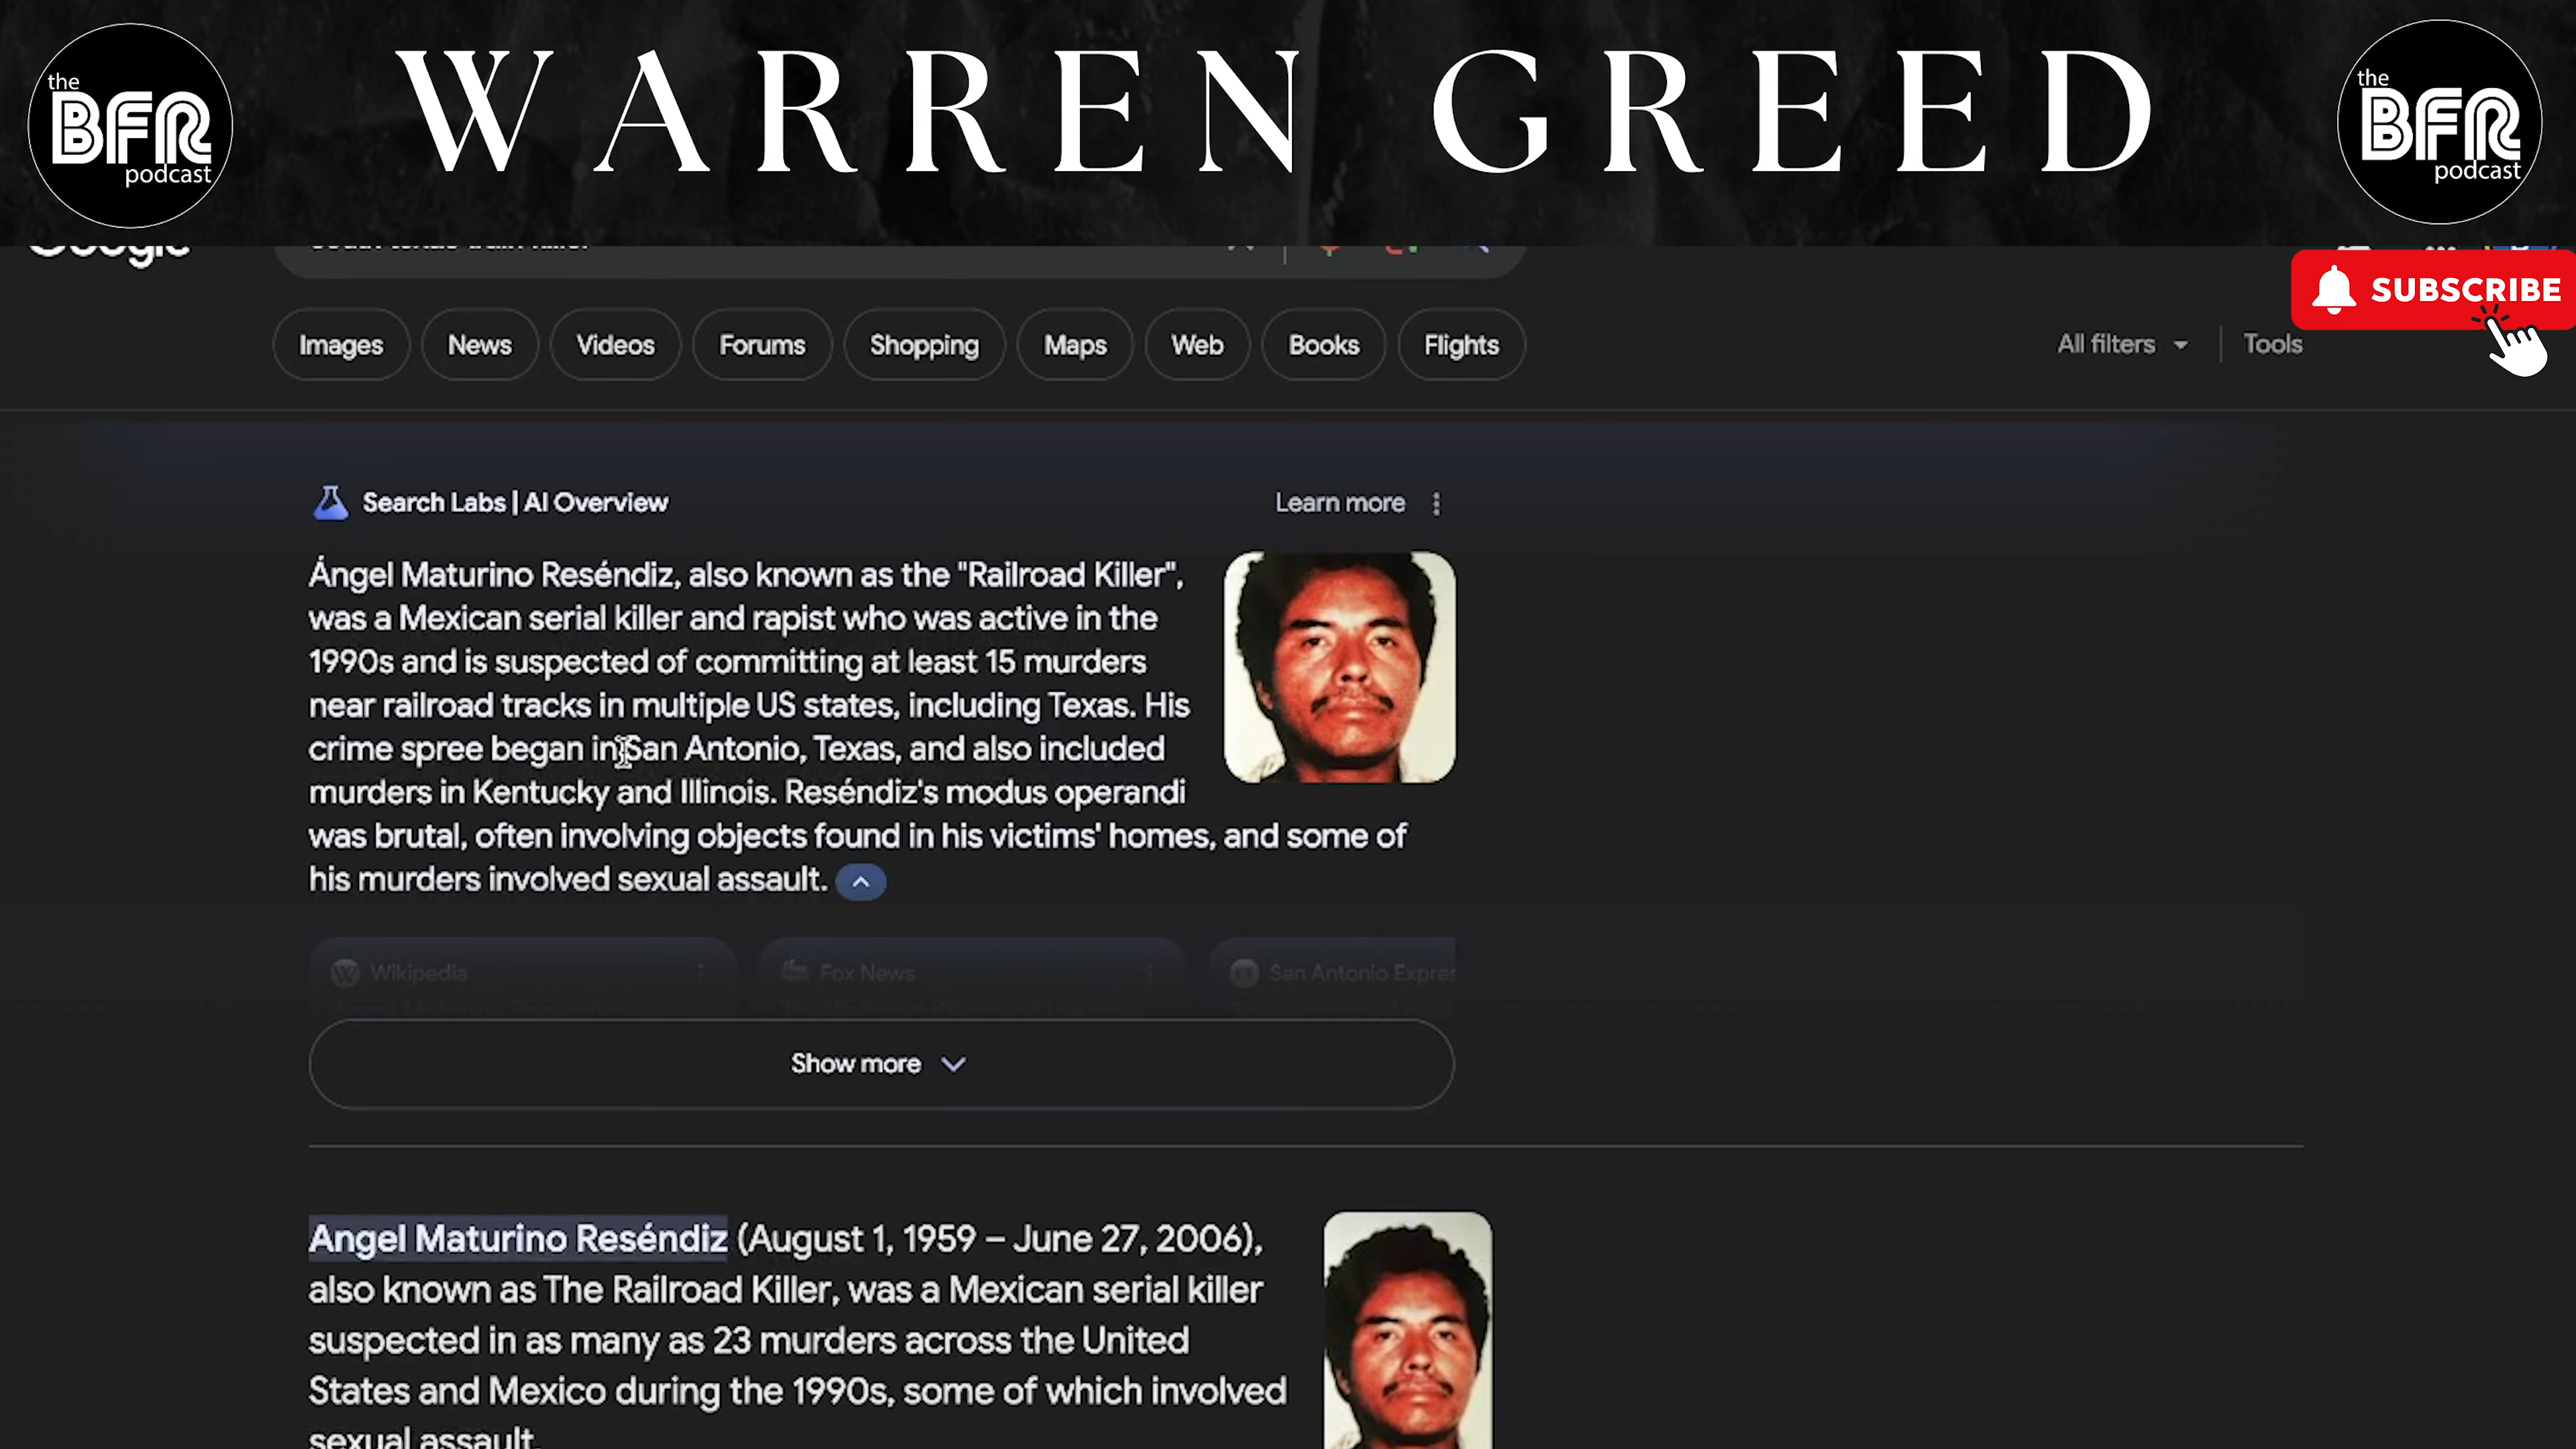 the
BFR
podcast
WARREN GREED
the
BFR
podcast
Google
SUBSCRIBE
Images
News
Videos
Forums
Shopping
Maps
Web
Books
Flights
All filters
Tools
Search Labs | AI Overview
Learn more
Ángel Maturino Reséndiz, also known as the "Railroad Killer",
was a Mexican serial killer and rapist who was active in the
1990s and is suspected of committing at least 15 murders
near railroad tracks in multiple US states, including Texas. His
crime spree began in San Antonio, Texas, and also included
murders in Kentucky and Illinois. Reséndiz's modus operandi
was brutal, often involving objects found in his victims' homes, and some of
his murders involved sexual assault.
Wikipedia
Fox News
San Antonio Expres
Show more
Angel Maturino Reséndiz (August 1, 1959 – June 27, 2006),
also known as The Railroad Killer, was a Mexican serial killer
suspected in as many as 23 murders across the United
States and Mexico during the 1990s, some of which involved
sexual assault.